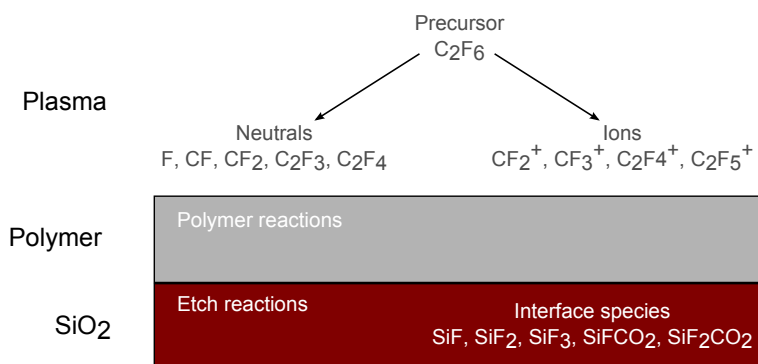 Precursor
C2F6
Plasma
Neutrals
Ions
F, CF, CF2, C2F3, C2F4
CF2+, CF3+, C2F4+, C2F5+
Polymer
Polymer reactions
SiO2
Etch reactions
Interface species
SiF, SiF2, SiF3, SiFCO2, SiF2CO2